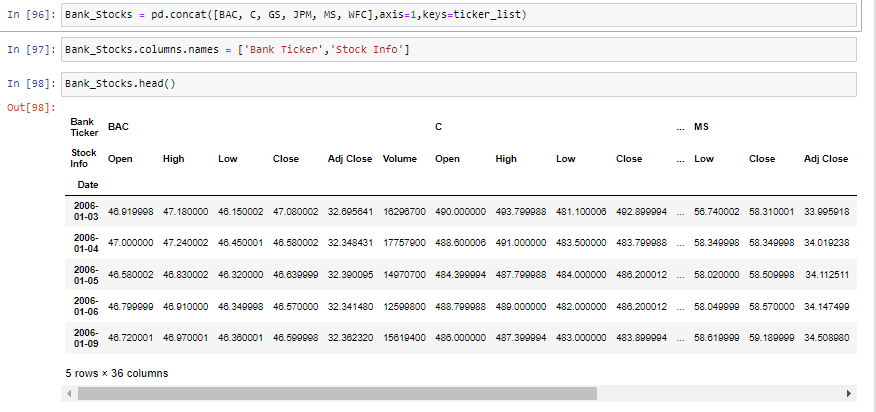 In [96]: Bank_Stocks = pd.concat([BAC, C, GS, JPM, MS, WFC],axis=1,keys=ticker_list)
In [97]: Bank_Stocks.columns.names = ['Bank Ticker','Stock Info']
In [98]: Bank_Stocks.head()
Out[98]:
Bank Ticker BAC C ... MS
Stock Info Open High Low Close Adj Close Volume Open High Low Close ... Low Close Adj Close
Date
2006-01-03 46.919998 47.180000 46.150002 47.080002 32.695641 16296700 490.000000 493.799988 481.100006 492.899994 ... 56.740002 58.310001 33.995918
2006-01-04 47.000000 47.240002 46.450001 46.580002 32.348431 17757900 488.600006 491.000000 483.500000 483.799988 ... 58.349998 58.349998 34.019238
2006-01-05 46.580002 46.830002 46.320000 46.639999 32.390095 14970700 484.399994 487.799988 484.000000 486.200012 ... 58.020000 58.509998 34.112511
2006-01-06 46.799999 46.910000 46.349998 46.570000 32.341480 12599800 488.799988 489.000000 482.000000 486.200012 ... 58.049999 58.570000 34.147499
2006-01-09 46.720001 46.970001 46.360001 46.599998 32.362320 15619400 486.000000 487.399994 483.000000 483.899994 ... 58.619999 59.189999 34.508980
5 rows × 36 columns